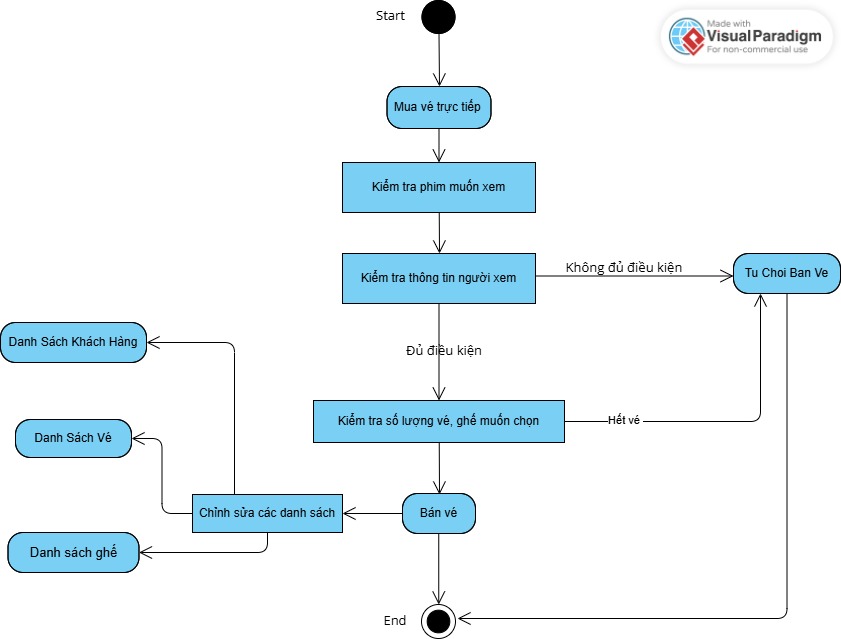 Start
Made with
Visual Paradigm
For non-commercial use
Mua vé trực tiếp
Kiểm tra phim muốn xem
Kiểm tra thông tin người xem
Không đủ điều kiện
Tu Choi Ban Ve
Đủ điều kiện
Danh Sách Khách Hàng
Kiểm tra số lượng vé, ghế muốn chọn
Hết vé
Danh Sách Vé
Chỉnh sửa các danh sách
Bán vé
Danh sách ghế
End